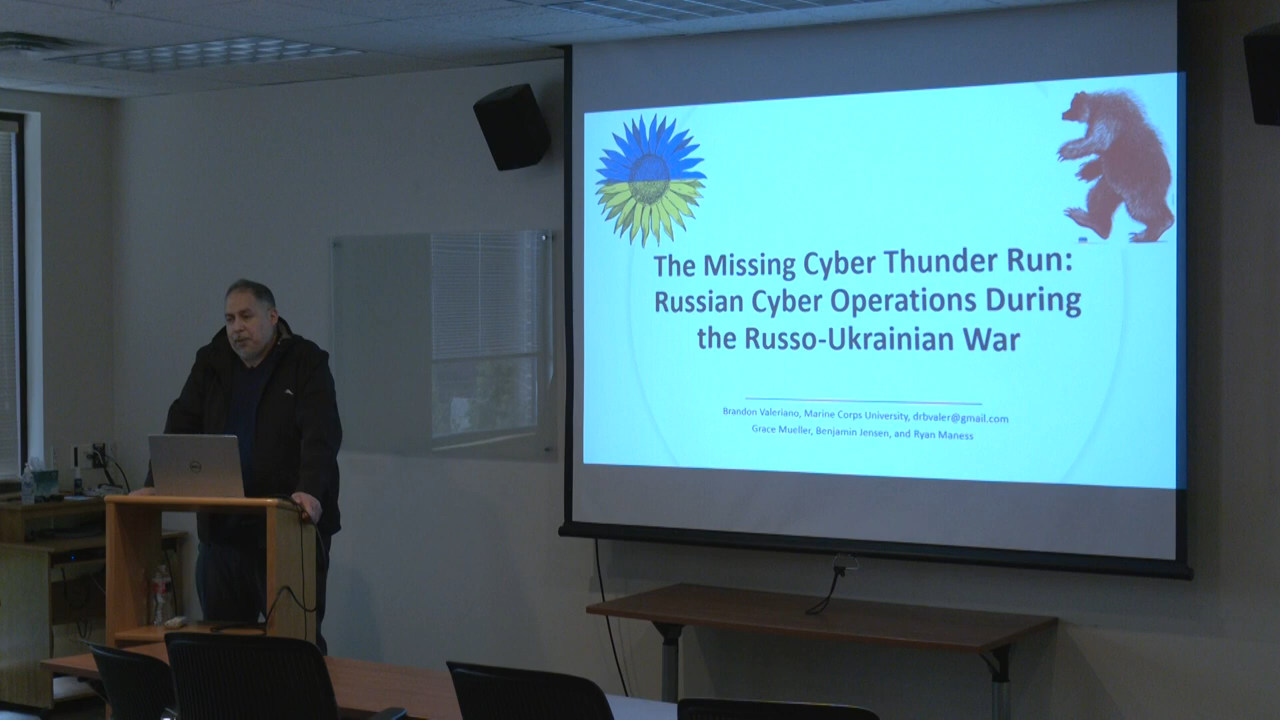 The Missing Cyber Thunder Run:
Russian Cyber Operations During
the Russo-Ukrainian War
Brandon Valeriano, Marine Corps University, drbvaler@gmail.com
Grace Mueller, Benjamin Jensen, and Ryan Maness
DELL